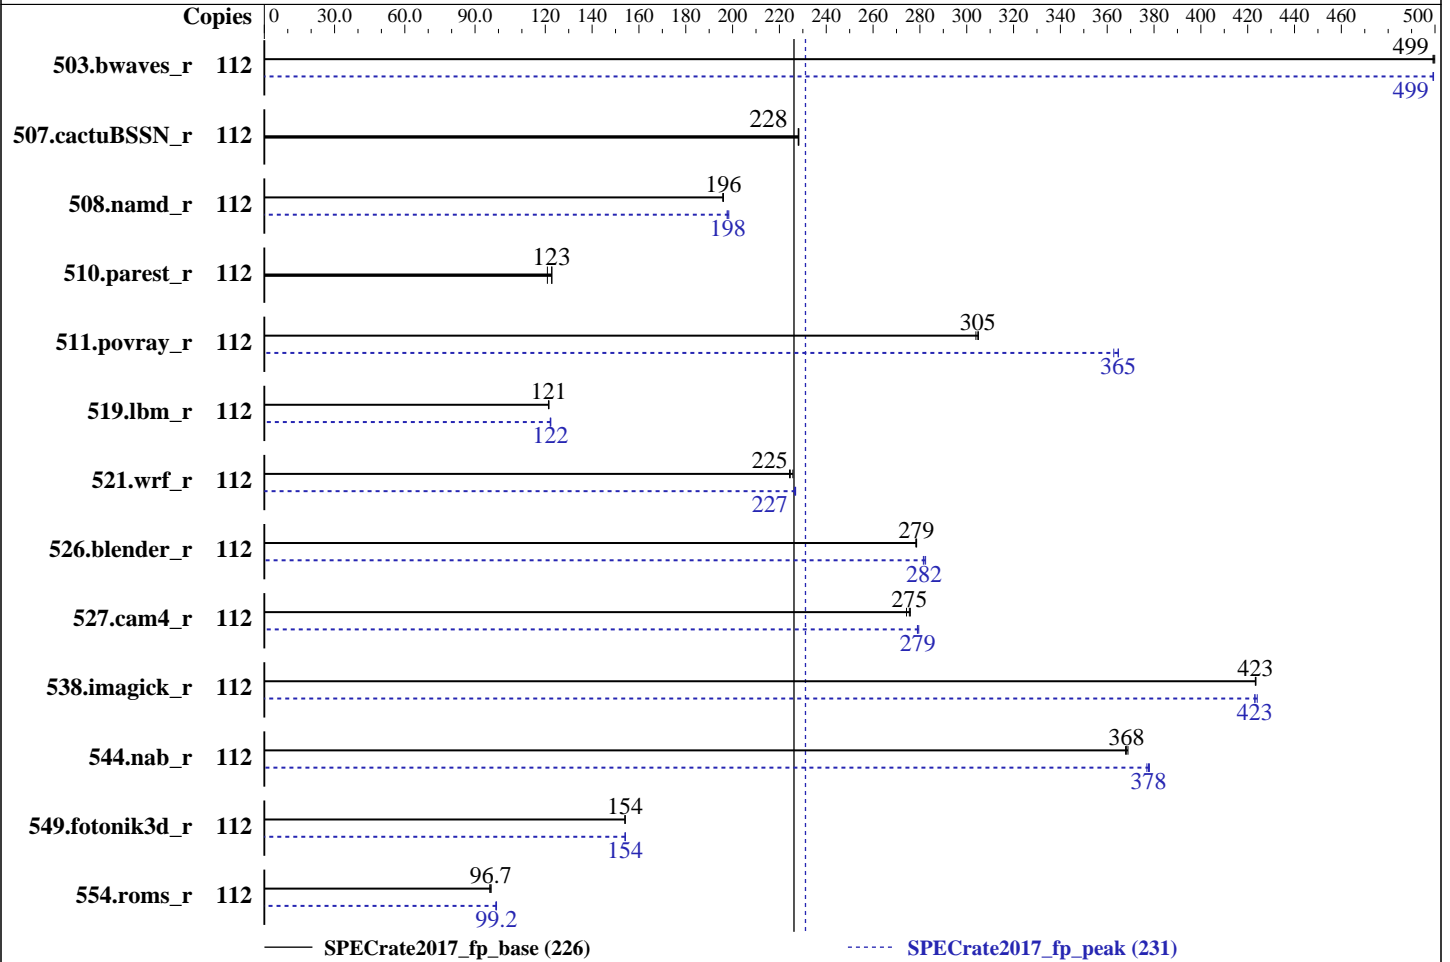 Copies 0 30.0 60.0 90.0 120 140 160 180 200 220 240 260 280 300 320 340 360 380 400 420 440 460 500
499
503.bwaves_r 112
499
228
507.cactuBSSN_r 112
196
508.namd_r 112
198
123
510.parest_r 112
305
511.povray_r 112
365
121
519.lbm_r 112
122
225
521.wrf_r 112
227
279
526.blender_r 112
282
275
527.cam4_r 112
279
423
538.imagick_r 112
423
368
544.nab_r 112
378
154
549.fotonik3d_r 112
154
96.7
554.roms_r 112
99.2
SPECrate2017_fp_base (226) SPECrate2017_fp_peak (231)